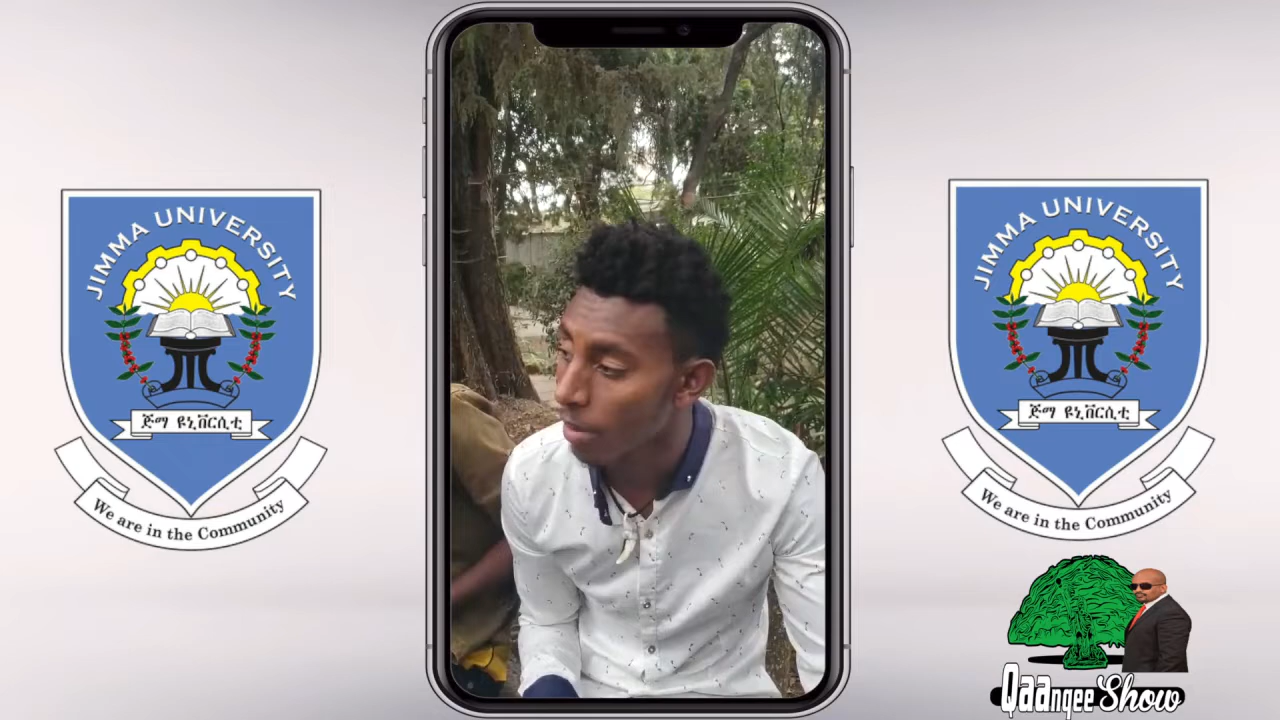 JIMMA UNIVERSITY
ጅማ ዩኒቨርሲቲ
We are in the Community
JIMMA UNIVERSITY
ጅማ ዩኒቨርሲቲ
We are in the Community
Qaanqee Show